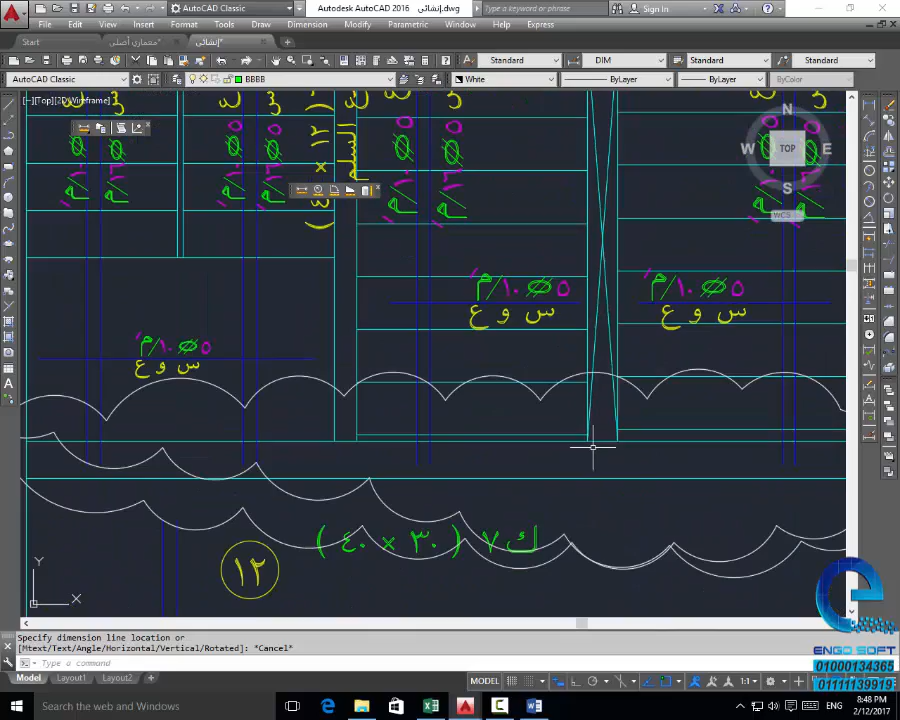 Autodesk AutoCAD 2016
إنشائي.dwg
AutoCAD Classic
Type a keyword or phrase
Sign In
File Edit View Insert Format Tools Draw Dimension Modify Parametric Window Help Express
Start
معماري أصلي*
إنشائي*
Standard
DIM
Standard
Standard
AutoCAD Classic
BBBB
White
ByLayer
ByLayer
ByColor
[−][Top][2D Wireframe]
N
W TOP E
S
WCS
٥ Ø ١٠/م'
س و ع
٥ Ø ١٠/م'
س و ع
٥ Ø ١٠/م'
س و ع
ك ٧ ( ٣٠ × ٤٠ )
١٢
Y
X
Specify dimension line location or
[Mtext/Text/Angle/Horizontal/Vertical/Rotated]: *Cancel*
Type a command
Model Layout1 Layout2 +
MODEL
1:1
ENGO SOFT
01000134365
01111139919
Search the web and Windows
ENG
8:48 PM
2/12/2017